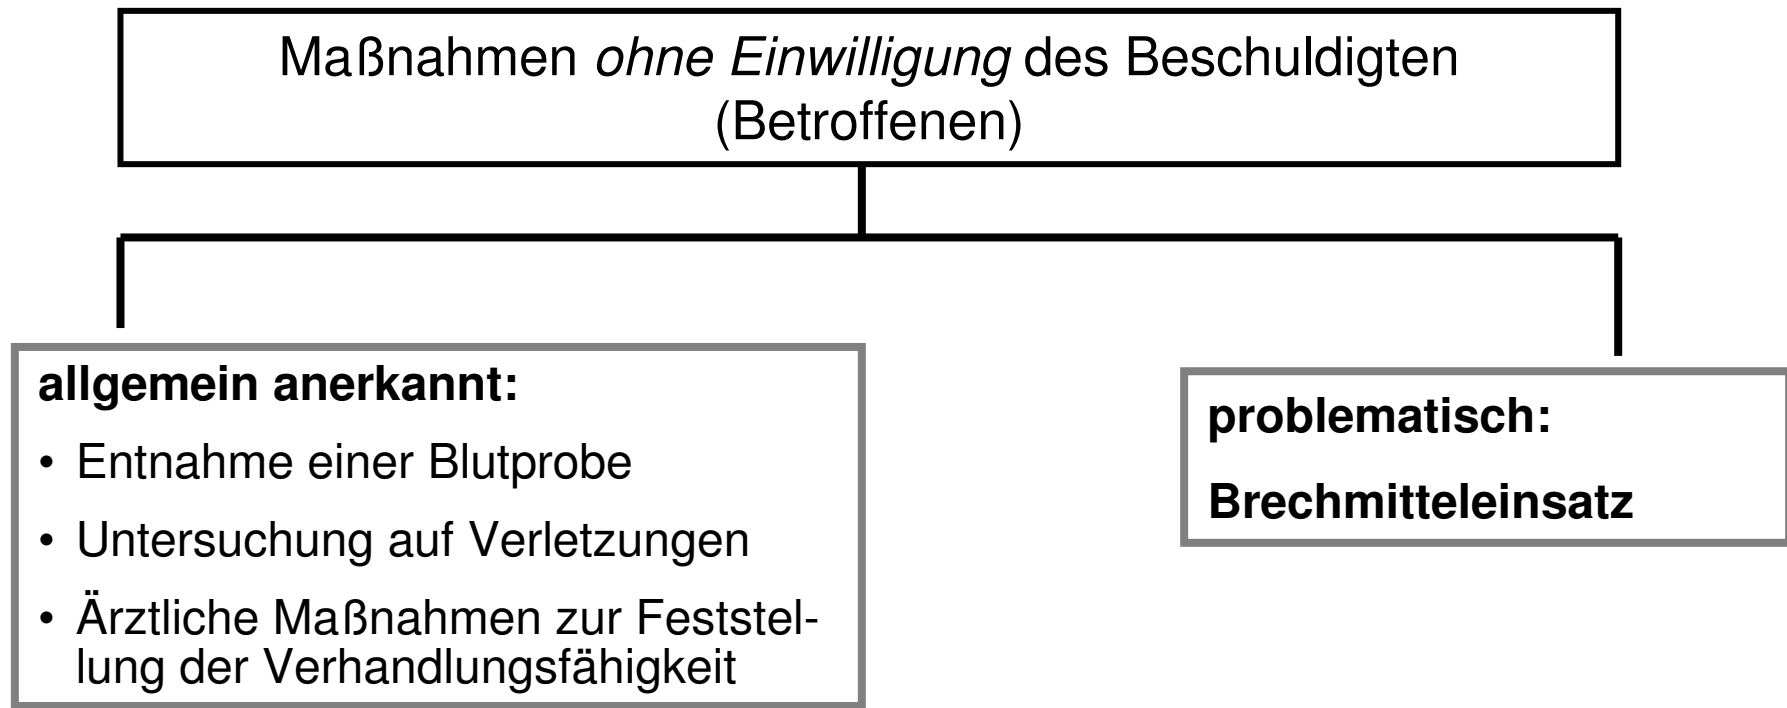 Maßnahmen ohne Einwilligung des Beschuldigten
(Betroffenen)
allgemein anerkannt:
• Entnahme einer Blutprobe
• Untersuchung auf Verletzungen
• Ärztliche Maßnahmen zur Feststel-
lung der Verhandlungsfähigkeit
problematisch:
Brechmitteleinsatz